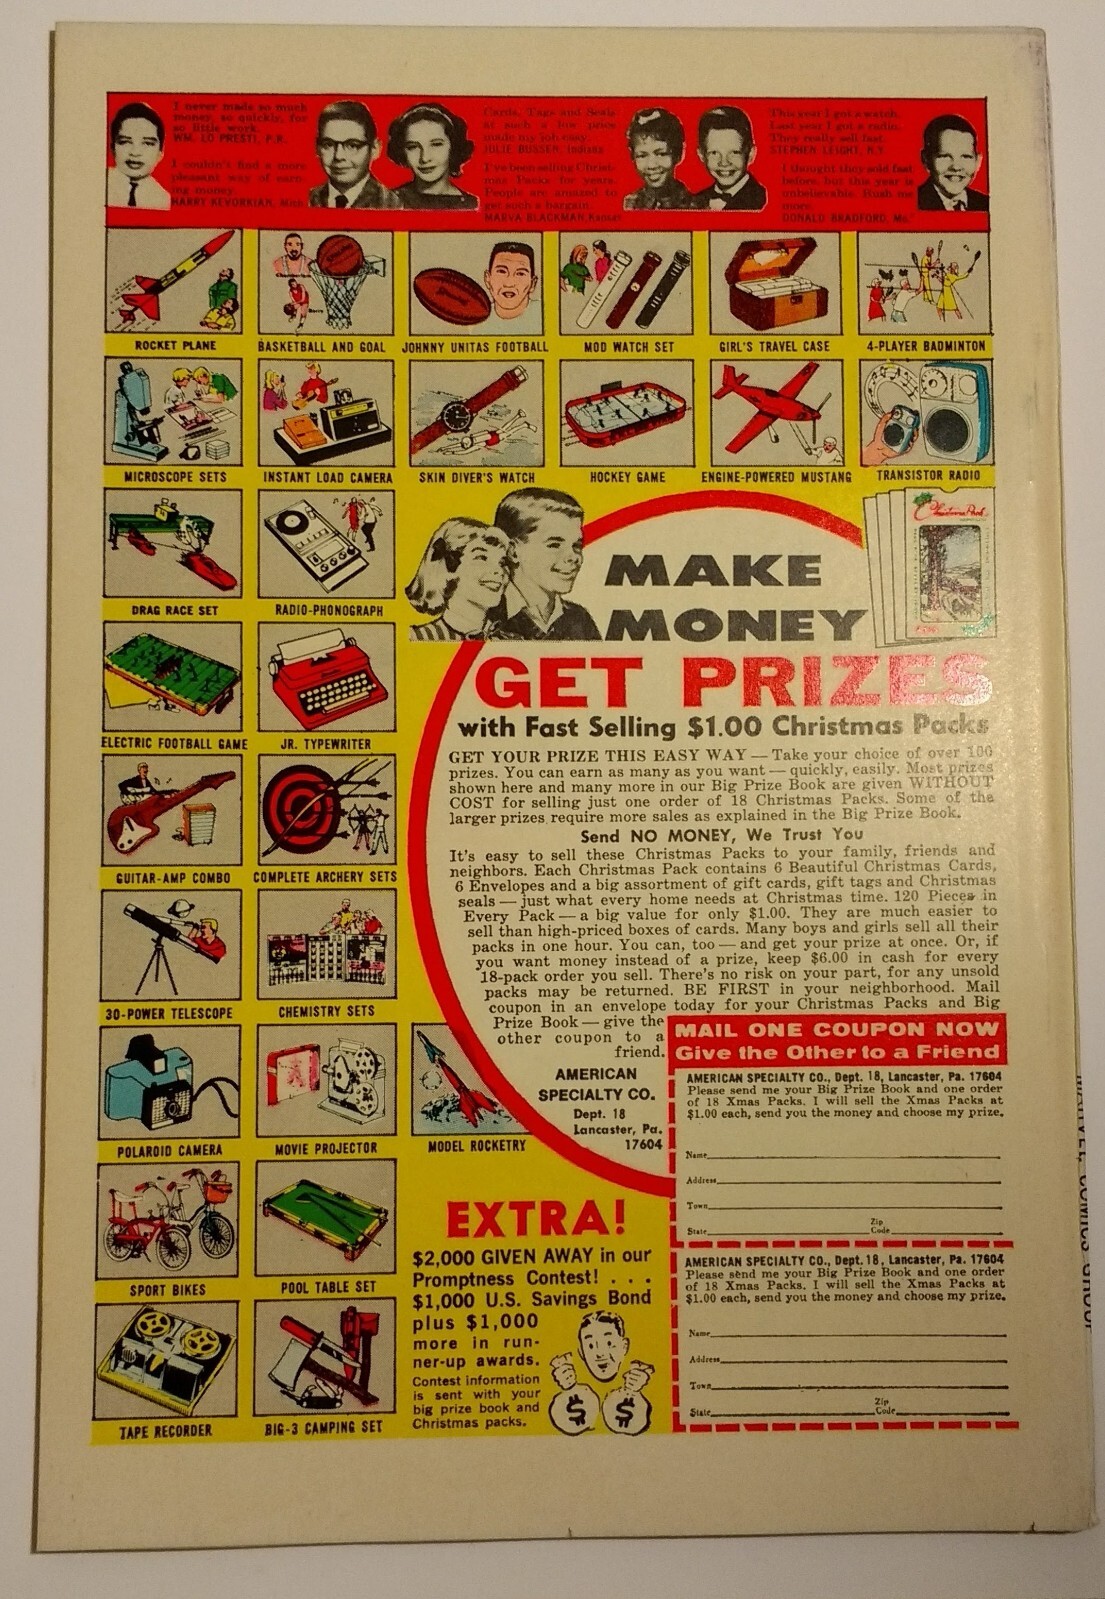 I never made so much
money, so quickly, for
so little work.
WM. LO PRESTI, P.R.
I couldn't find a more
pleasant way of earn-
ing money.
HARRY KEVORKIAN, Mich.
Cards, Tags and Seals
at such a low price
made my job easy.
JULIE BUSSEN, Indiana
I've been selling Christ-
mas Packs for years.
People are amazed to
get such a bargain.
MARVA BLACKMAN, Kansas
This year I got a watch.
Last year I got a radio.
They really sell fast.
STEPHEN LEIGHT, N.Y.
I thought they sold fast
before, but this year is
unbelievable. Rush me
more.
DONALD BRADFORD, Mo.
ROCKET PLANE
BASKETBALL AND GOAL
JOHNNY UNITAS FOOTBALL
MOD WATCH SET
GIRL'S TRAVEL CASE
4-PLAYER BADMINTON
MICROSCOPE SETS
INSTANT LOAD CAMERA
SKIN DIVER'S WATCH
HOCKEY GAME
ENGINE-POWERED MUSTANG
TRANSISTOR RADIO
DRAG RACE SET
RADIO-PHONOGRAPH
Christmas Pack
MAKE
MONEY
GET PRIZES
with Fast Selling $1.00 Christmas Packs
ELECTRIC FOOTBALL GAME
JR. TYPEWRITER
GET YOUR PRIZE THIS EASY WAY — Take your choice of over 100
prizes. You can earn as many as you want — quickly, easily. Most prizes
shown here and many more in our Big Prize Book are given WITHOUT
COST for selling just one order of 18 Christmas Packs. Some of the
larger prizes require more sales as explained in the Big Prize Book.
Send NO MONEY, We Trust You
It's easy to sell these Christmas Packs to your family, friends and
neighbors. Each Christmas Pack contains 6 Beautiful Christmas Cards,
6 Envelopes and a big assortment of gift cards, gift tags and Christmas
seals — just what every home needs at Christmas time. 120 Pieces in
Every Pack — a big value for only $1.00. They are much easier to
sell than high-priced boxes of cards. Many boys and girls sell all their
packs in one hour. You can, too — and get your prize at once. Or, if
you want money instead of a prize, keep $6.00 in cash for every
18-pack order you sell. There's no risk on your part, for any unsold
packs may be returned. BE FIRST in your neighborhood. Mail
coupon in an envelope today for your Christmas Packs and Big
Prize Book — give the
other coupon to a
friend.
AMERICAN
SPECIALTY CO.
Dept. 18
Lancaster, Pa.
17604
GUITAR-AMP COMBO
COMPLETE ARCHERY SETS
30-POWER TELESCOPE
CHEMISTRY SETS
POLAROID CAMERA
MOVIE PROJECTOR
MODEL ROCKETRY
SPORT BIKES
POOL TABLE SET
TAPE RECORDER
BIG-3 CAMPING SET
EXTRA!
$2,000 GIVEN AWAY in our
Promptness Contest! . . .
$1,000 U.S. Savings Bond
plus $1,000
more in run-
ner-up awards.
Contest information
is sent with your
big prize book and
Christmas packs.
$ $
MAIL ONE COUPON NOW
Give the Other to a Friend
AMERICAN SPECIALTY CO., Dept. 18, Lancaster, Pa. 17604
Please send me your Big Prize Book and one order
of 18 Xmas Packs. I will sell the Xmas Packs at
$1.00 each, send you the money and choose my prize.
Name
Address
Town
State Zip Code
AMERICAN SPECIALTY CO., Dept. 18, Lancaster, Pa. 17604
Please send me your Big Prize Book and one order
of 18 Xmas Packs. I will sell the Xmas Packs at
$1.00 each, send you the money and choose my prize.
Name
Address
Town
State Zip Code
MARVEL COMICS GROUP